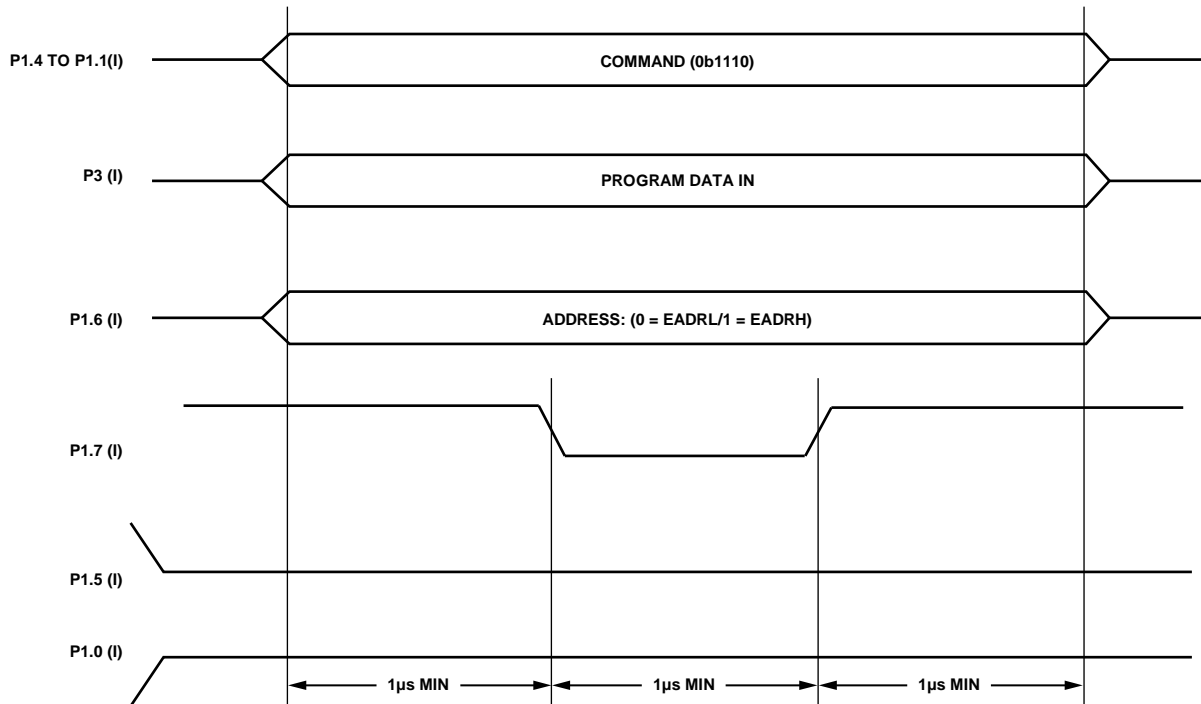 P1.4 TO P1.1(I)
COMMAND (0b1110)
P3 (I)
PROGRAM DATA IN
P1.6 (I)
ADDRESS: (0 = EADRL/1 = EADRH)
P1.7 (I)
P1.5 (I)
P1.0 (I)
1µs MIN
1µs MIN
1µs MIN